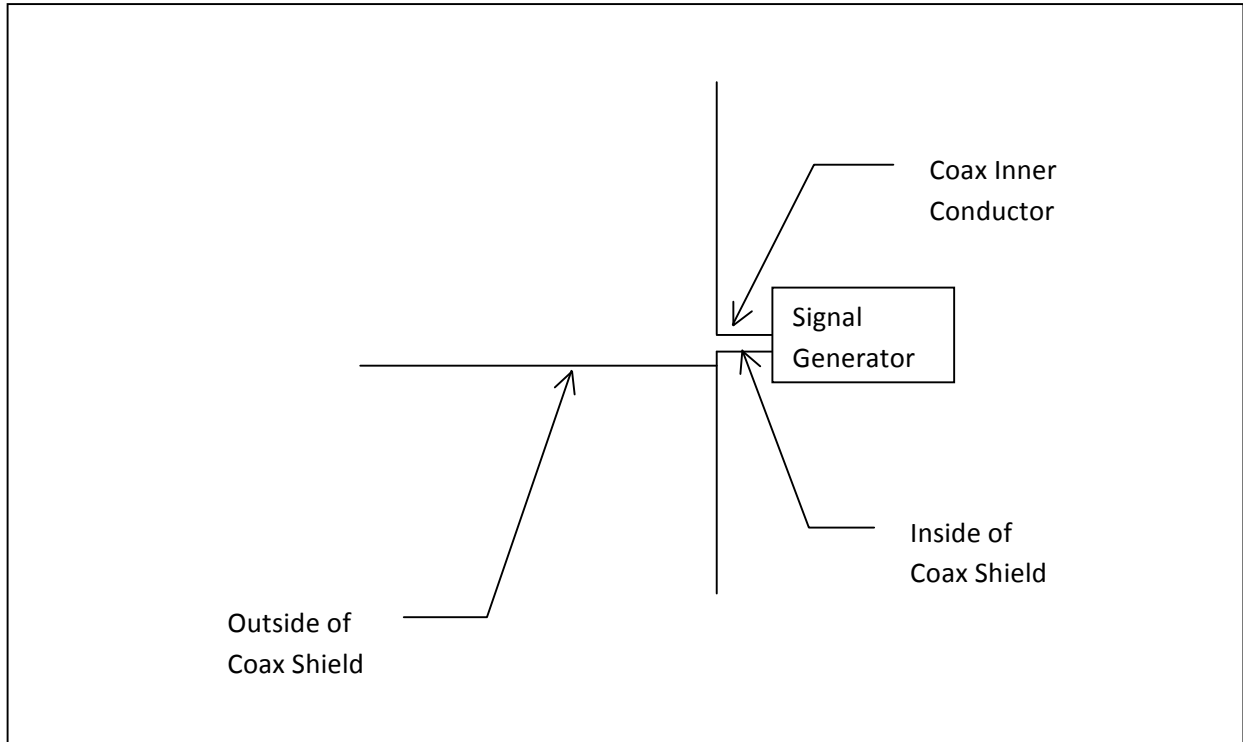 Coax Inner
Conductor
Signal
Generator
Inside of
Coax Shield
Outside of
Coax Shield